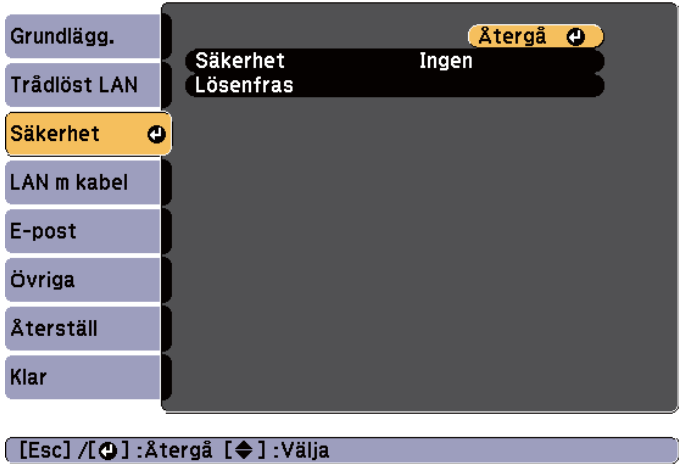 Grundlägg.
Trådlöst LAN
Säkerhet
LAN m kabel
E-post
Övriga
Återställ
Klar
Återgå
Säkerhet Ingen
Lösenfras
[Esc] /[⏎] :Återgå [◆] :Välja